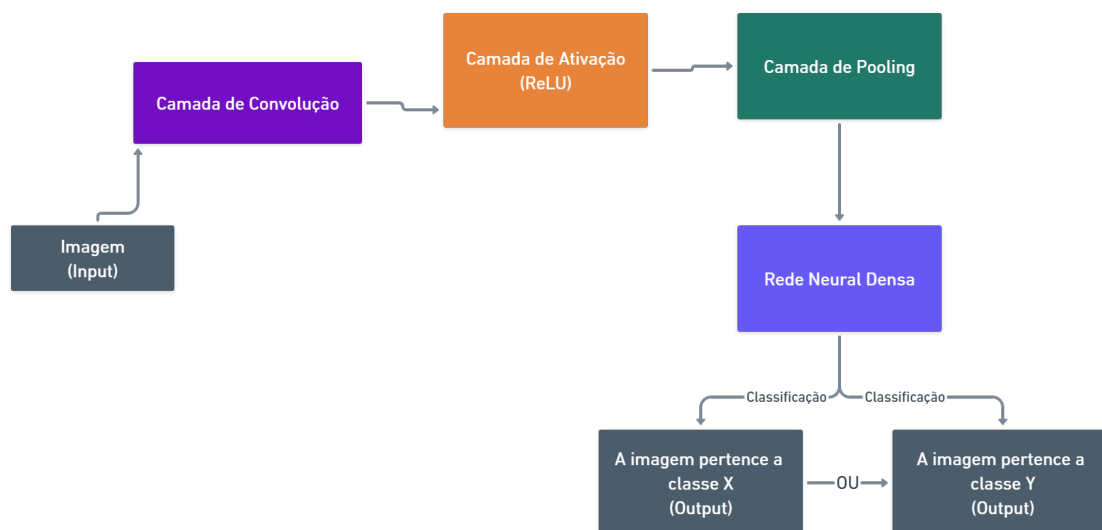 Imagem
(Input)
Camada de Convolução
Camada de Ativação
(ReLU)
Camada de Pooling
Rede Neural Densa
Classificação
Classificação
A imagem pertence a
classe X
(Output)
OU
A imagem pertence a
classe Y
(Output)